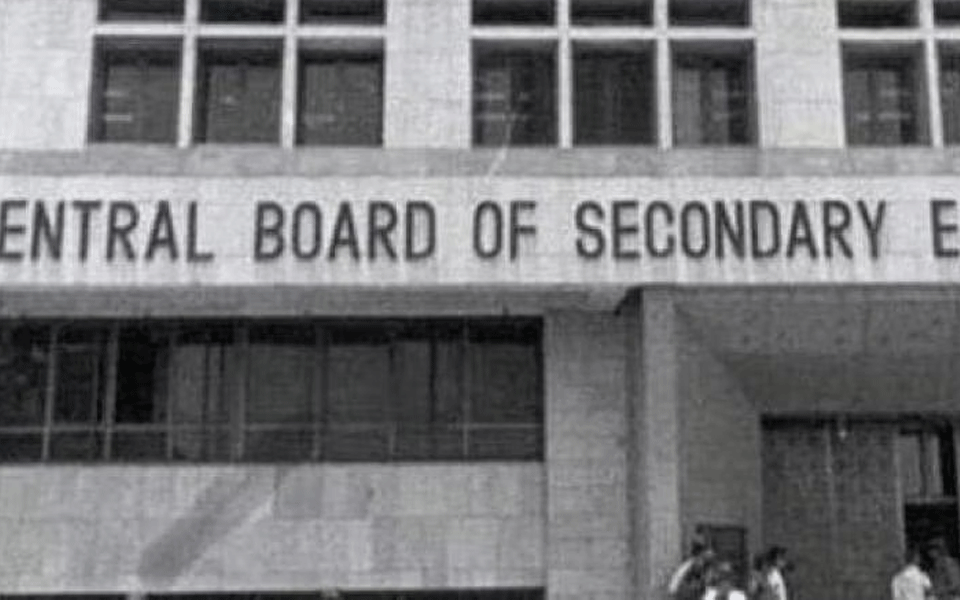 ENTRAL BOARD OF SECONDARY E